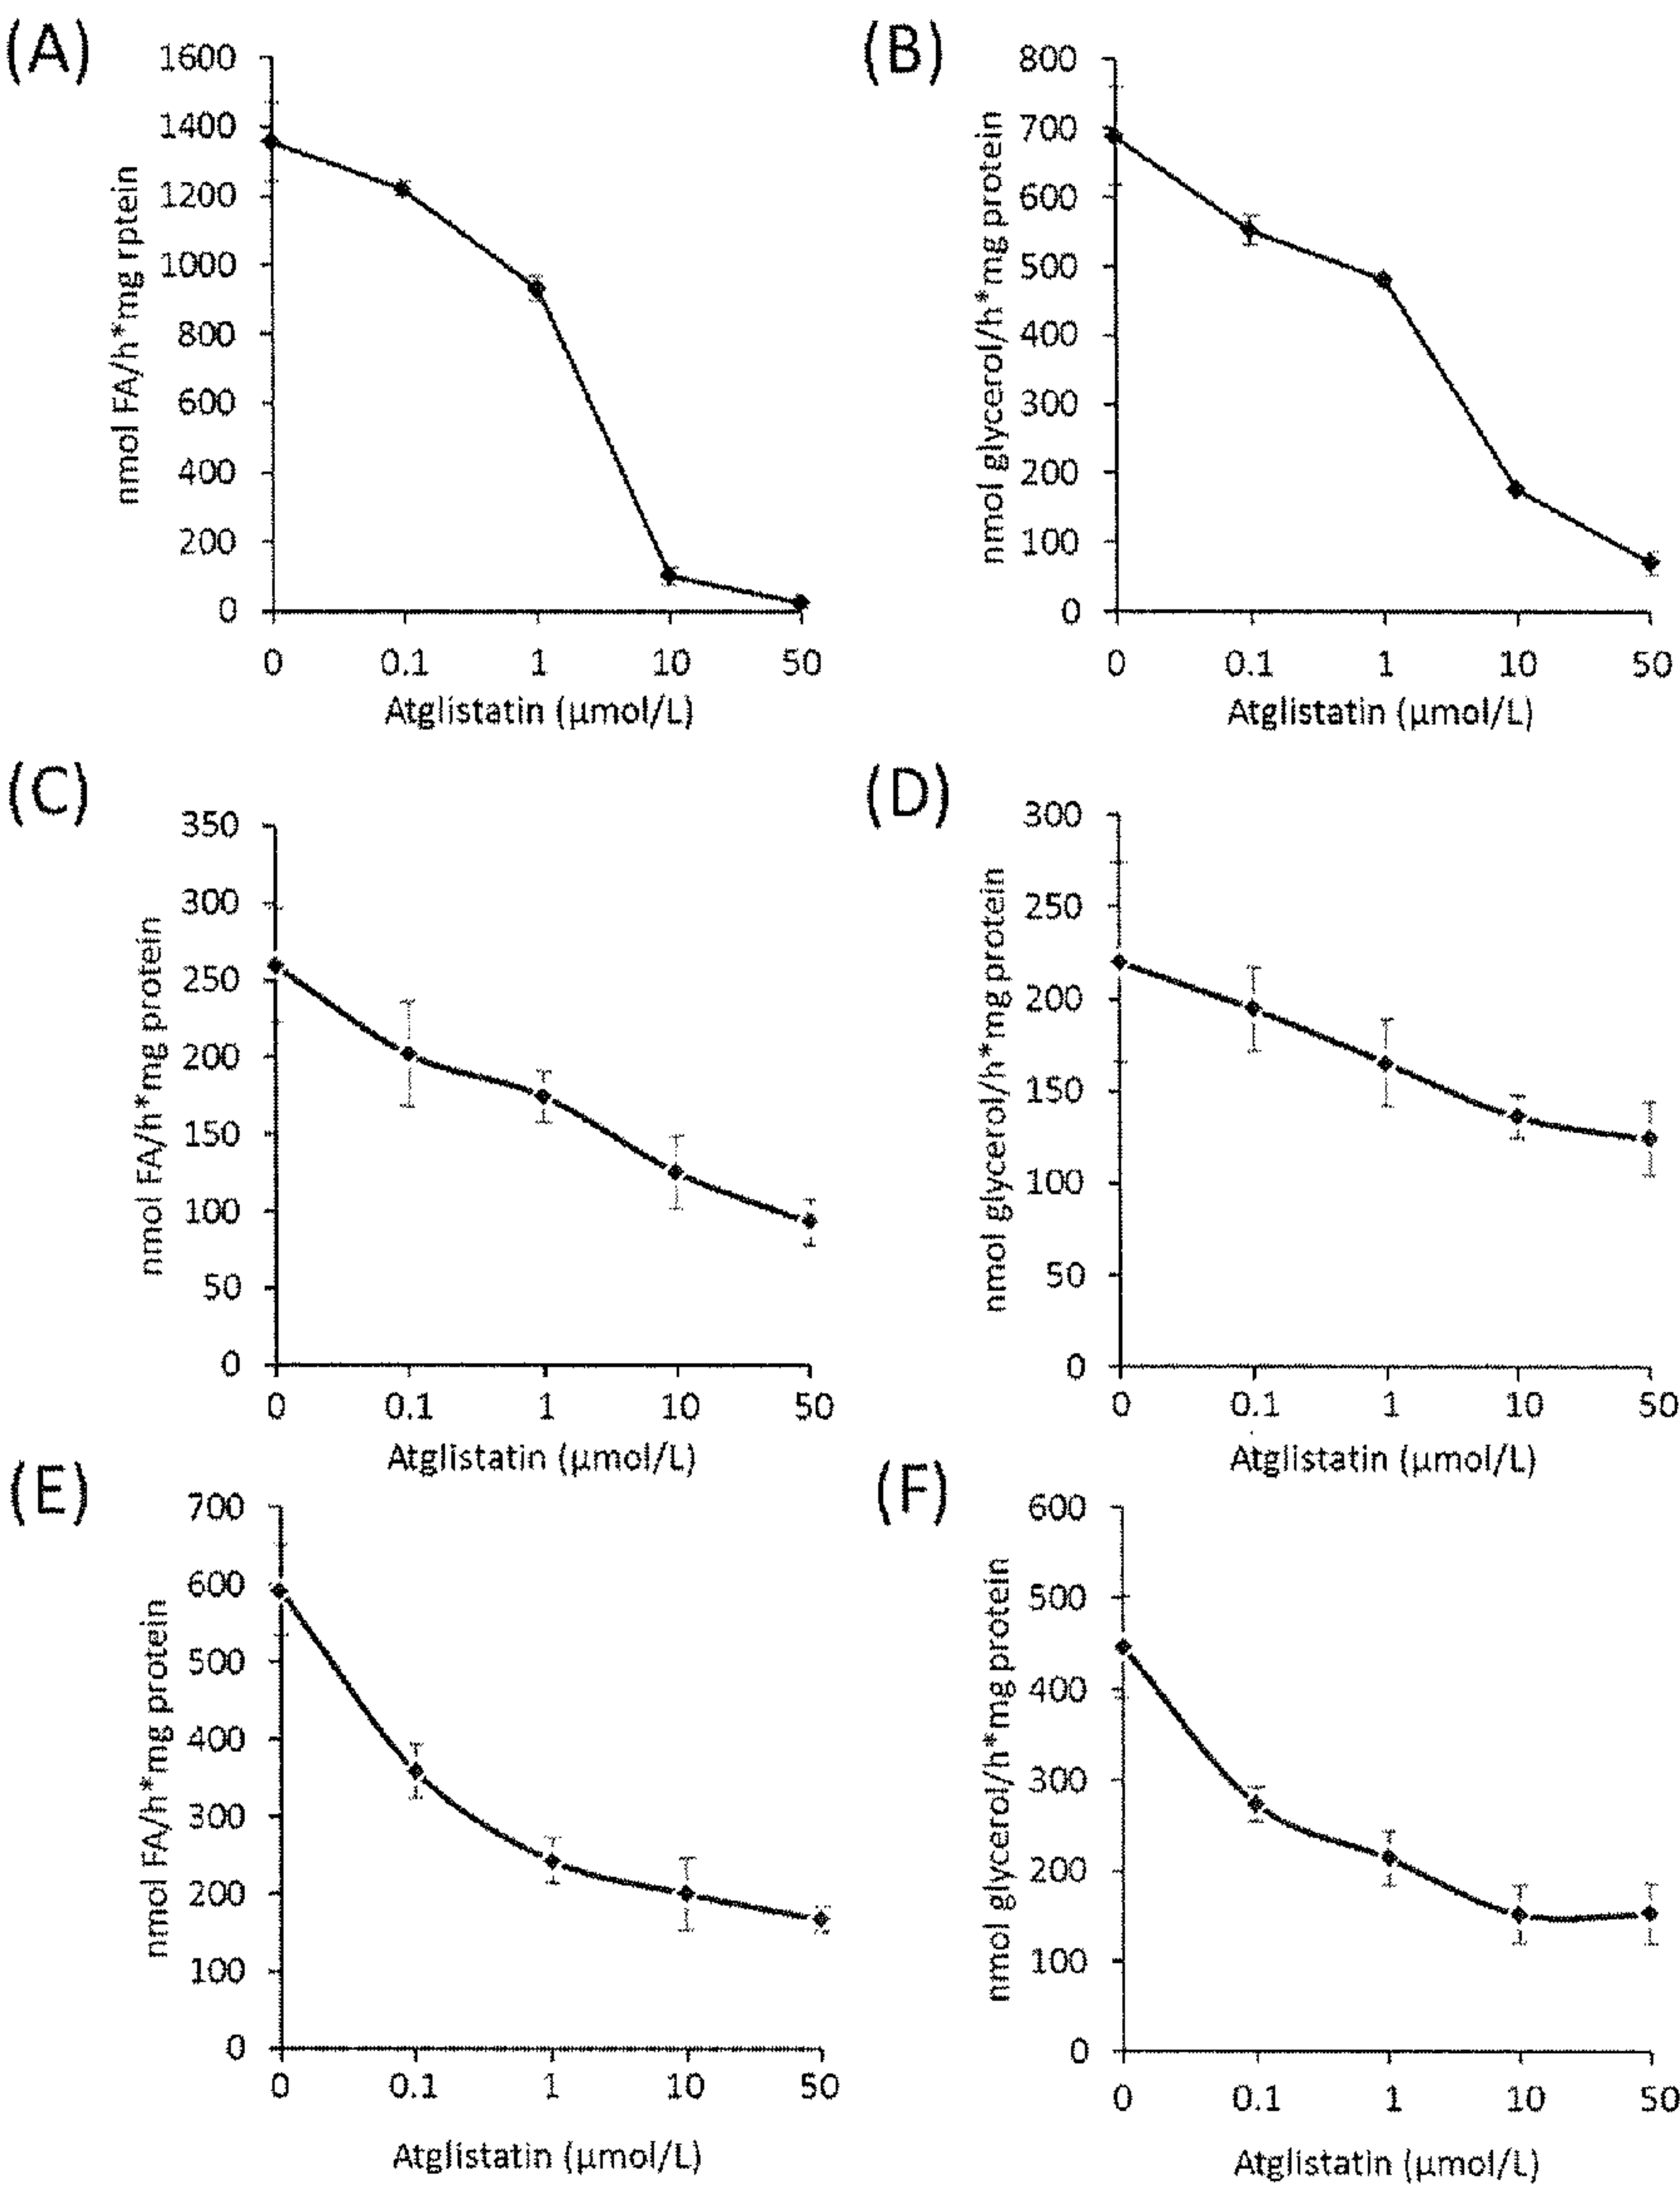 (A)
nmol FA/h*mg rptein
1600
1400
1200
1000
800
600
400
200
0
0 0.1 1 10 50
Atglistatin (µmol/L)
(B)
nmol glycerol/h*mg protein
800
700
600
500
400
300
200
100
0
0 0.1 1 10 50
Atglistatin (µmol/L)
(C)
nmol FA/h*mg protein
350
300
250
200
150
100
50
0
0 0.1 1 10 50
Atglistatin (µmol/L)
(D)
nmol glycerol/h*mg protein
300
250
200
150
100
50
0
0 0.1 1 10 50
Atglistatin (µmol/L)
(E)
nmol FA/h*mg protein
700
600
500
400
300
200
100
0
0 0.1 1 10 50
Atglistatin (µmol/L)
(F)
nmol glycerol/h*mg protein
600
500
400
300
200
100
0
0 0.1 1 10 50
Atglistatin (µmol/L)